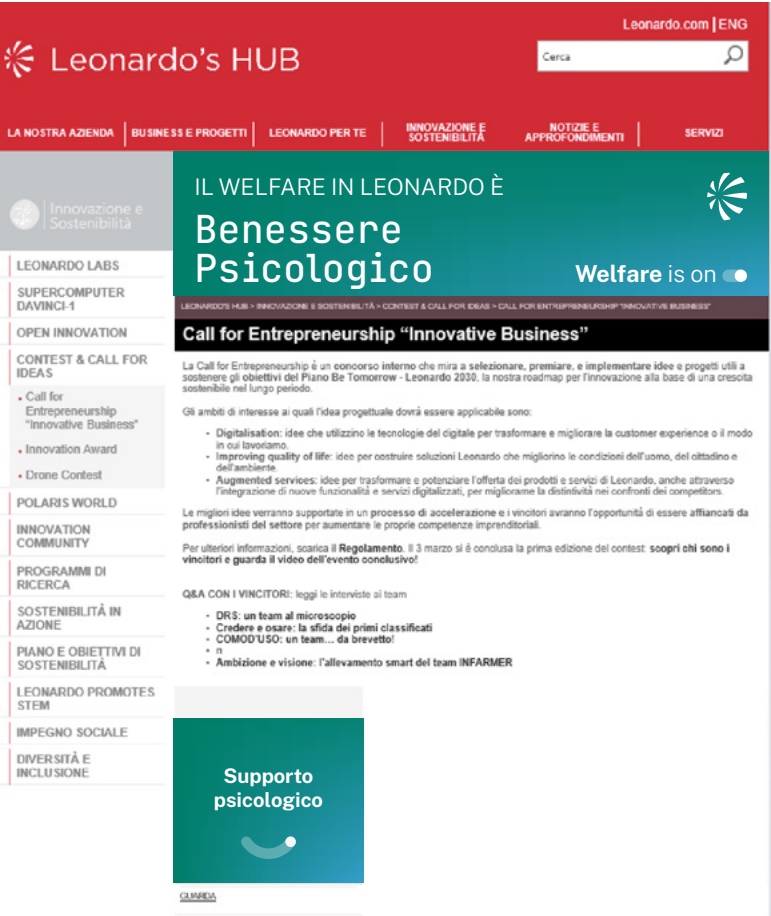 Leonardo.com | ENG
Leonardo's HUB
Cerca
LA NOSTRA AZIENDA
BUSINESS E PROGETTI
LEONARDO PER TE
INNOVAZIONE E
SOSTENIBILITÀ
NOTIZIE E
APPROFONDIMENTI
SERVIZI
Innovazione e
Sostenibilità
LEONARDO LABS
SUPERCOMPUTER
DAVINCI-1
OPEN INNOVATION
CONTEST & CALL FOR
IDEAS
• Call for
Entrepreneurship
"Innovative Business"
• Innovation Award
• Drone Contest
POLARIS WORLD
INNOVATION
COMMUNITY
PROGRAMMI DI
RICERCA
SOSTENIBILITÀ IN
AZIONE
PIANO E OBIETTIVI DI
SOSTENIBILITÀ
LEONARDO PROMOTES
STEM
IMPEGNO SOCIALE
DIVERSITÀ E
INCLUSIONE
IL WELFARE IN LEONARDO È
Benessere
Psicologico
Welfare is on
LEONARDO'S HUB > INNOVAZIONE E SOSTENIBILITÀ > CONTEST & CALL FOR IDEAS > CALL FOR ENTREPRENEURSHIP "INNOVATIVE BUSINESS"
Call for Entrepreneurship “Innovative Business”
La Call for Entrepreneurship è un concorso interno che mira a selezionare, premiare, e implementare idee e progetti utili a
sostenere gli obiettivi del Piano Be Tomorrow - Leonardo 2030, la nostra roadmap per l'innovazione alla base di una crescita
sostenibile nel lungo periodo.
Gli ambiti di interesse ai quali l'idea progettuale dovrà essere applicabile sono:
• Digitalisation: idee che utilizzino le tecnologie del digitale per trasformare e migliorare la customer experience o il modo
in cui lavoriamo.
• Improving quality of life: idee per costruire soluzioni Leonardo che migliorino le condizioni dell'uomo, del cittadino e
dell'ambiente.
• Augmented services: idee per trasformare e potenziare l'offerta dei prodotti e servizi di Leonardo, anche attraverso
l'integrazione di nuove funzionalità e servizi digitalizzati, per migliorarne la distintività nei confronti dei competitors.
Le migliori idee verranno supportate in un processo di accelerazione e i vincitori avranno l'opportunità di essere affiancati da
professionisti del settore per aumentare le proprie competenze imprenditoriali.
Per ulteriori informazioni, scarica il Regolamento. Il 3 marzo si è conclusa la prima edizione del contest: scopri chi sono i
vincitori e guarda il video dell'evento conclusivo!
Q&A CON I VINCITORI: leggi le interviste ai team
• DRS: un team al microscopio
• Credere e osare: la sfida dei primi classificati
• COMOD'USO: un team... da brevetto!
• n
• Ambizione e visione: l'allevamento smart del team INFARMER
Supporto
psicologico
GUARDA